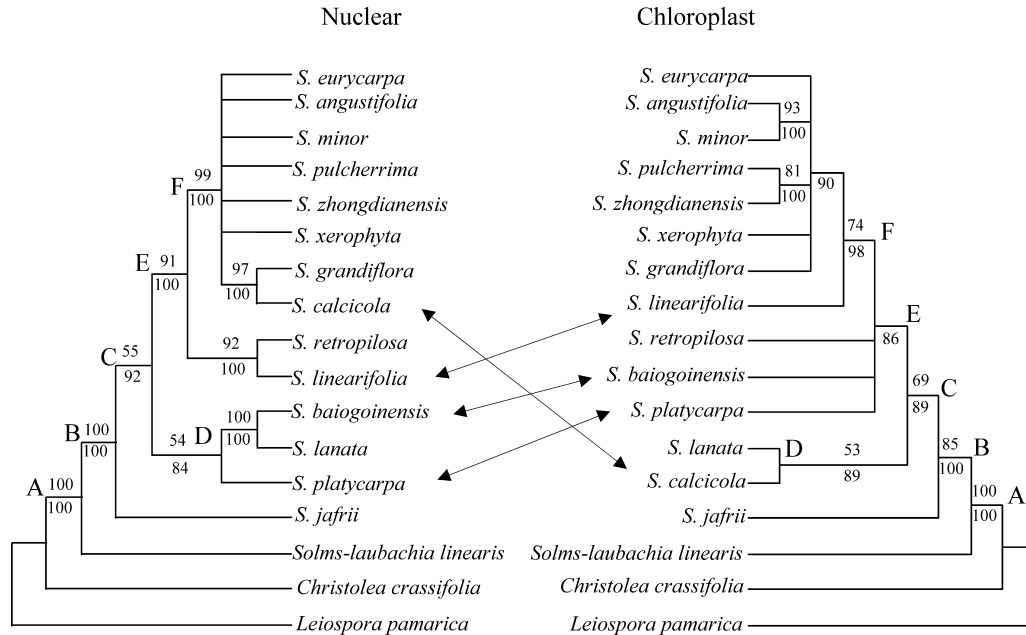 Nuclear
Chloroplast
S. eurycarpa
S. angustifolia
S. minor
S. pulcherrima
S. zhongdianensis
S. xerophyta
S. grandiflora
S. calcicola
S. retropilosa
S. linearifolia
S. baiogoinensis
S. lanata
S. platycarpa
S. jafrii
Solms-laubachia linearis
Christolea crassifolia
Leiospora pamarica
F
99
100
97
100
E
91
100
92
100
C
55
92
100
100
D
54
84
B
100
100
A
100
100
S. eurycarpa
S. angustifolia
S. minor
S. pulcherrima
S. zhongdianensis
S. xerophyta
S. grandiflora
S. linearifolia
S. retropilosa
S. baiogoinensis
S. platycarpa
S. lanata
S. calcicola
S. jafrii
Solms-laubachia linearis
Christolea crassifolia
Leiospora pamarica
93
100
81
100
90
74
98
F
E
86
69
89
C
D
53
89
85
100
B
100
100
A